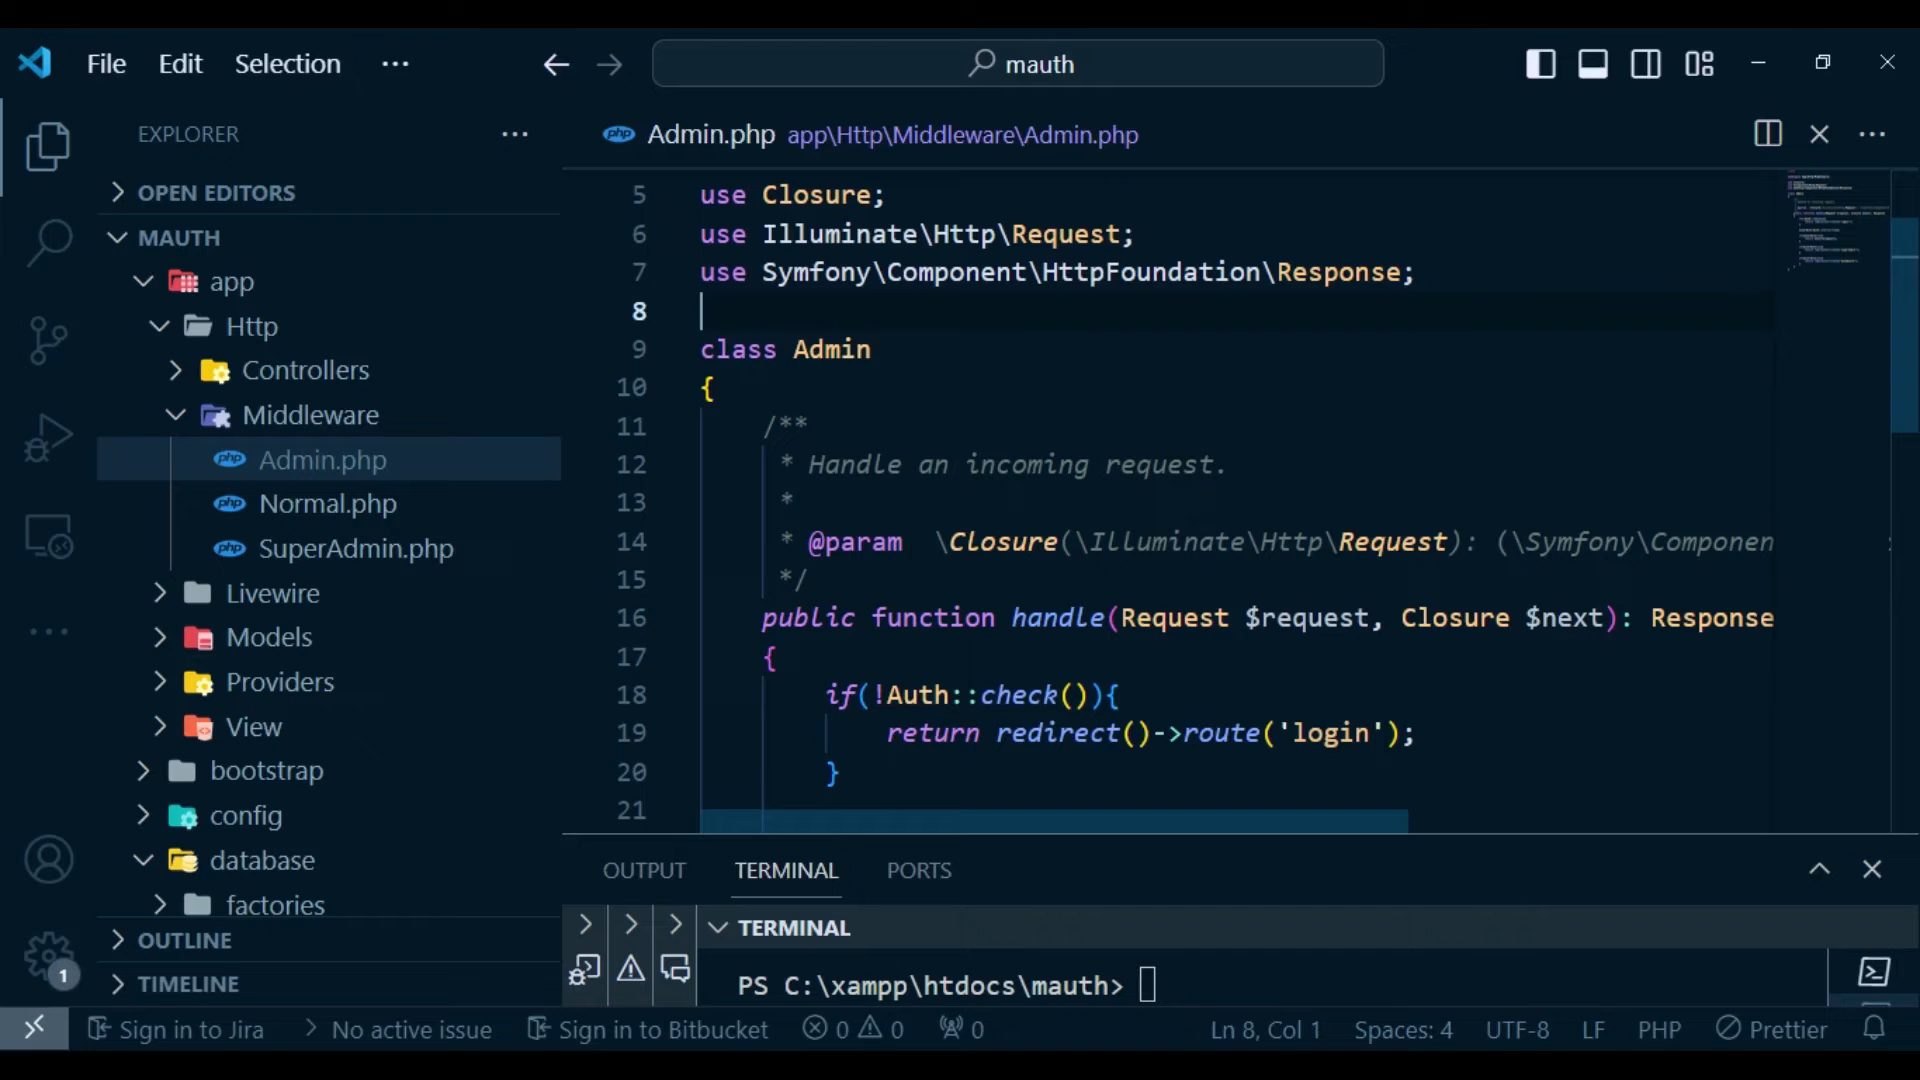 File Edit Selection ...
mauth
EXPLORER
OPEN EDITORS
MAUTH
app
Http
Controllers
Middleware
Admin.php
Normal.php
SuperAdmin.php
Livewire
Models
Providers
View
bootstrap
config
database
factories
OUTLINE
TIMELINE
1
php Admin.php app\Http\Middleware\Admin.php
5 use Closure;
6 use Illuminate\Http\Request;
7 use Symfony\Component\HttpFoundation\Response;
8
9 class Admin
10 {
11 /**
12 * Handle an incoming request.
13 *
14 * @param \Closure(\Illuminate\Http\Request): (\Symfony\Componen
15 */
16 public function handle(Request $request, Closure $next): Response
17 {
18 if(!Auth::check()){
19 return redirect()->route('login');
20 }
21
OUTPUT TERMINAL PORTS
TERMINAL
PS C:\xampp\htdocs\mauth>
Sign in to Jira No active issue Sign in to Bitbucket 0 0 0 Ln 8, Col 1 Spaces: 4 UTF-8 LF PHP Prettier